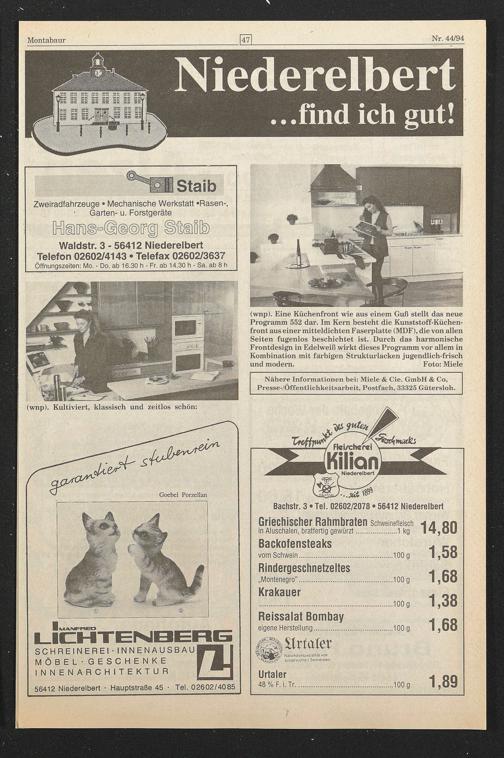 Montabaur
47
Nr. 44/94
Niederelbert
...find ich gut!
Staib
Zweiradfahrzeuge • Mechanische Werkstatt •Rasen-,
Garten- u. Forstgeräte
Hans-Georg Staib
Waldstr. 3 - 56412 Niederelbert
Telefon 02602/4143 • Telefax 02602/3637
Öffnungszeiten: Mo. - Do. ab 16.30 h - Fr. ab 14.30 h - Sa. ab 8 h
(wnp). Kultiviert, klassisch und zeitlos schön:
(wnp). Eine Küchenfront wie aus einem Guß stellt das neue
Programm 552 dar. Im Kern besteht die Kunststoff-Küchen-
front aus einer mitteldichten Faserplatte (MDF), die von allen
Seiten fugenlos beschichtet ist. Durch das harmonische
Frontdesign in Edelweiß wirkt dieses Programm vor allem in
Kombination mit farbigen Strukturlacken jugendlich-frisch
und modern. Foto: Miele
Nähere Informationen bei: Miele & Cie. GmbH & Co,
Presse-/Öffentlichkeitsarbeit, Postfach, 33325 Gütersloh.
garantiert stubenrein
Goebel Porzellan
MANFRED
LICHTENBERG
SCHREINEREI·INNENAUSBAU
MÖBEL·GESCHENKE
INNENARCHITEKTUR
56412 Niederelbert · Hauptstraße 45 · Tel. 02602/4085
Treffpunkt des guten Geschmacks
Fleischerei
Kilian
Niederelbert
...seit 1899
Bachstr. 3 • Tel. 02602/2078 • 56412 Niederelbert
Griechischer Rahmbraten Schweinefleisch
in Aluschalen, bratfertig gewürzt 1 kg 14,80
Backofensteaks
vom Schwein 100 g 1,58
Rindergeschnetzeltes
„Montenegro" 100 g 1,68
Krakauer
100 g 1,38
Reissalat Bombay
eigene Herstellung 100 g 1,68
Urtaler
Urtaler
48 % F. i. Tr. 100 g 1,89